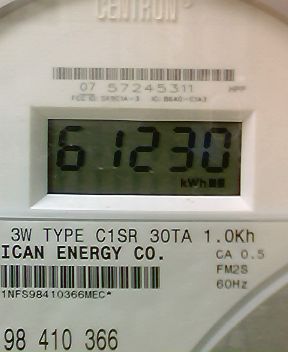 CENTRON®
07 57245311
61230
kWh
3W TYPE C1SR 30TA 1.0Kh
ICAN ENERGY CO.
CA 0.5
FM2S
60Hz
1NFS98410366MEC*
98 410 366